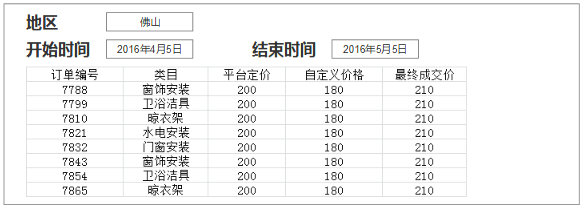 地区 佛山
开始时间 2016年4月5日 结束时间 2016年5月5日
订单编号 类目 平台定价 自定义价格 最终成交价
7788 窗饰安装 200 180 210
7799 卫浴洁具 200 180 210
7810 晾衣架 200 180 210
7821 水电安装 200 180 210
7832 门窗安装 200 180 210
7843 窗饰安装 200 180 210
7854 卫浴洁具 200 180 210
7865 晾衣架 200 180 210